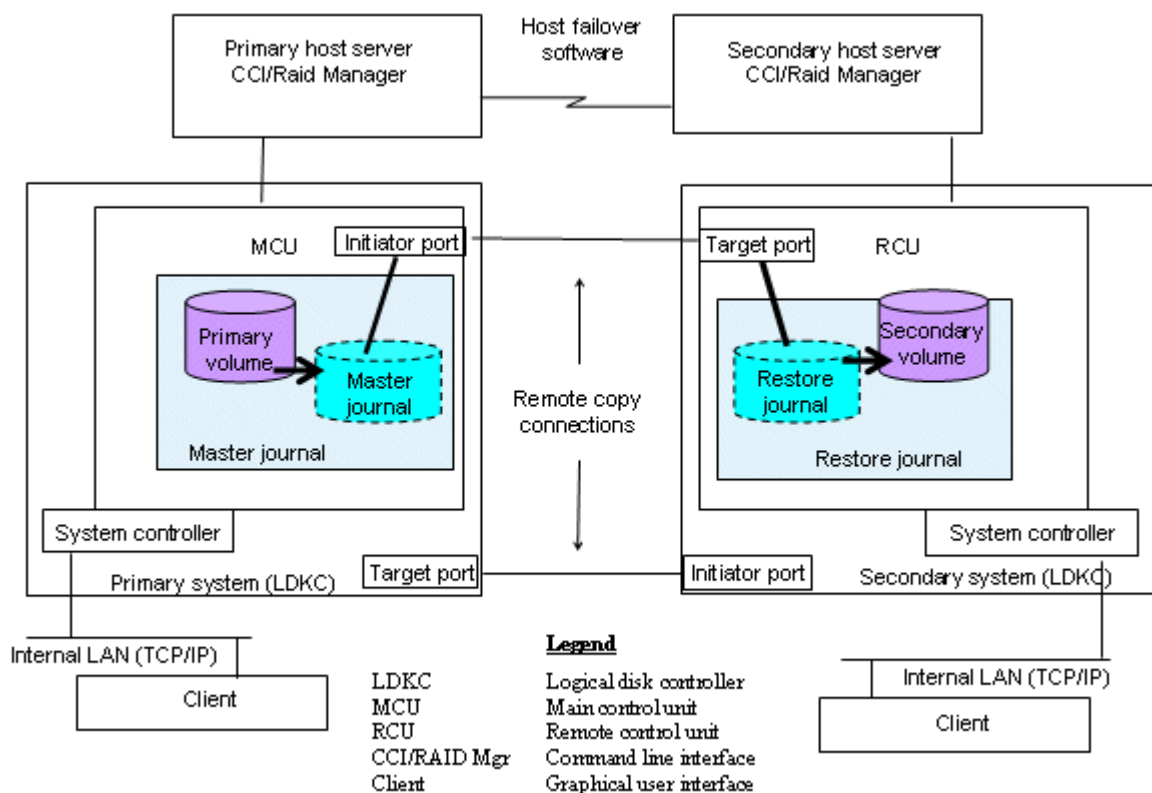 Primary host server
CCI/Raid Manager
Host failover
software
Secondary host server
CCI/Raid Manager
MCU
Initiator port
Target port
RCU
Primary
volume
Master
journal
Master journal
Remote copy
connections
Secondary
volume
Restore
journal
Restore journal
System controller
System controller
Primary system (LDKC)
Target port
Initiator port
Secondary system (LDKC)
Internal LAN (TCP/IP)
Client
Internal LAN (TCP/IP)
Client
Legend
LDKC Logical disk controller
MCU Main control unit
RCU Remote control unit
CCI/RAID Mgr Command line interface
Client Graphical user interface